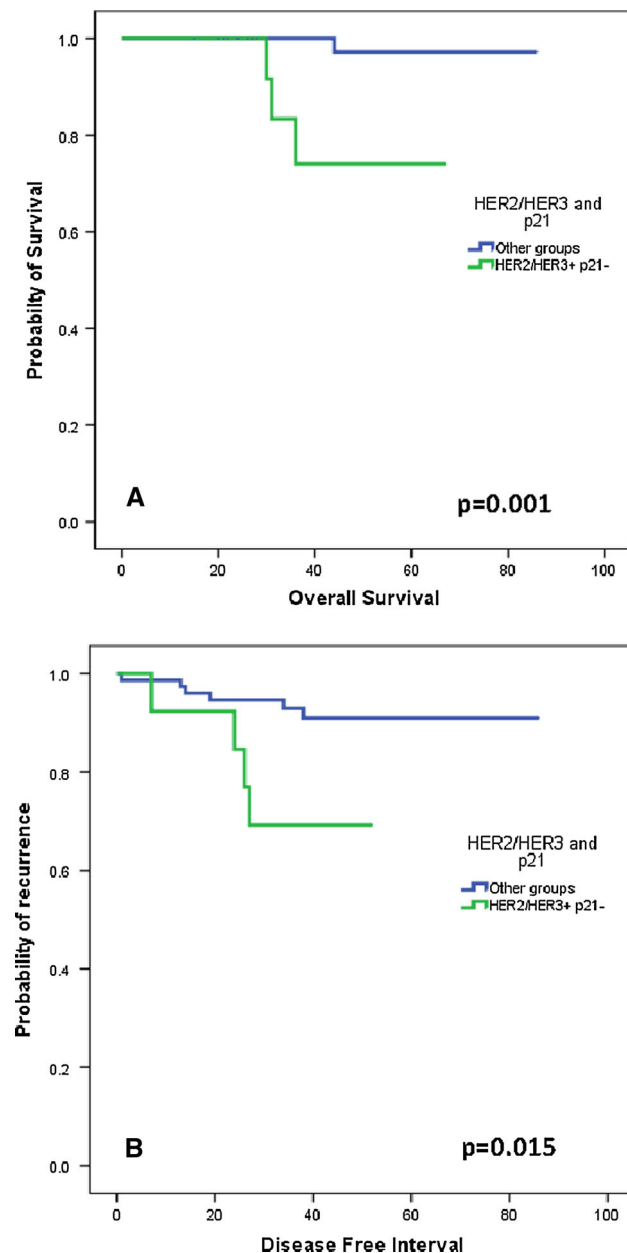 1.0
0.8
0.6
0.4
0.2
0.0
Probabilty of Survival
HER2/HER3 and
p21
Other groups
HER2/HER3+ p21-
A
p=0.001
0 20 40 60 80 100
Overall Survival
1.0
0.8
0.6
0.4
0.2
0.0
Probability of recurrence
HER2/HER3 and
p21
Other groups
HER2/HER3+ p21-
B
p=0.015
0 20 40 60 80 100
Disease Free Interval